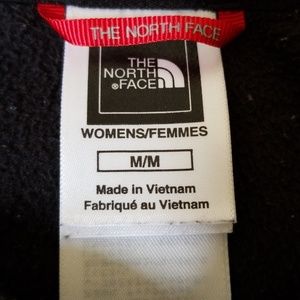 THE NORTH FACE
THE
NORTH
®FACE
WOMENS/FEMMES
M/M
Made in Vietnam
Fabriqué au Vietnam